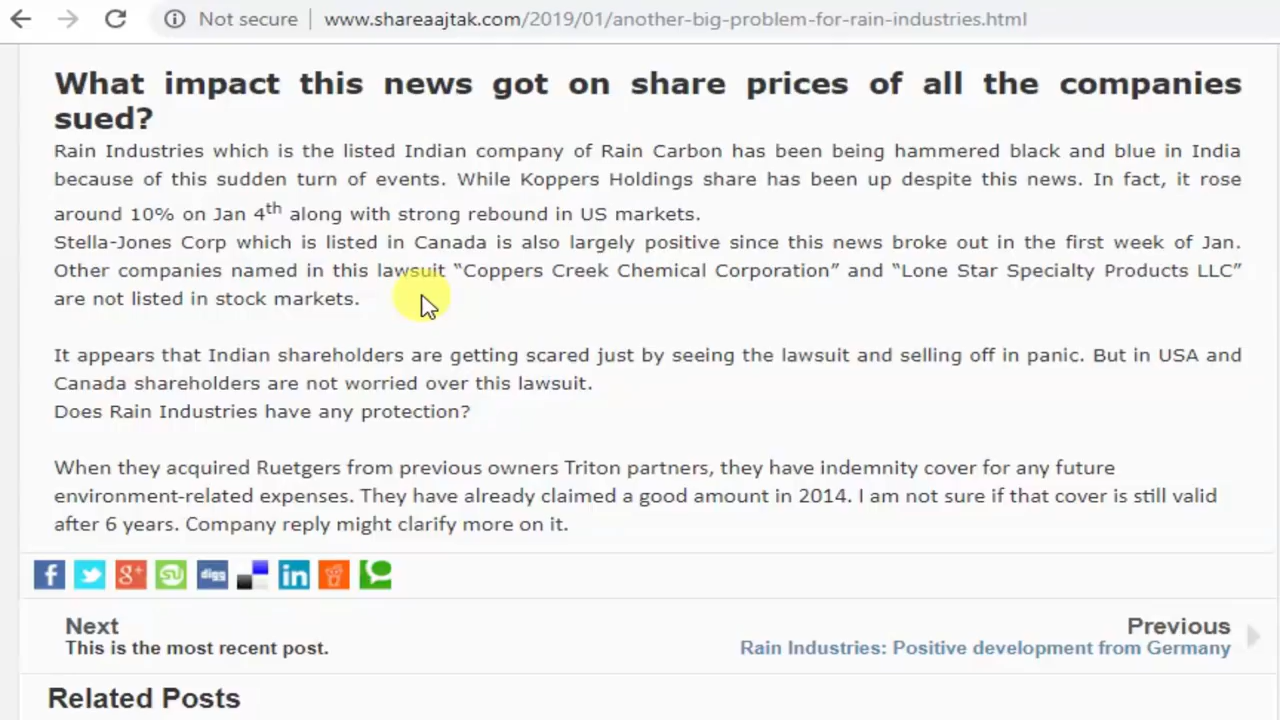 Not secure www.shareaajtak.com/2019/01/another-big-problem-for-rain-industries.html
What impact this news got on share prices of all the companies
sued?
Rain Industries which is the listed Indian company of Rain Carbon has been being hammered black and blue in India
because of this sudden turn of events. While Koppers Holdings share has been up despite this news. In fact, it rose
around 10% on Jan 4th along with strong rebound in US markets.
Stella-Jones Corp which is listed in Canada is also largely positive since this news broke out in the first week of Jan.
Other companies named in this lawsuit “Coppers Creek Chemical Corporation” and “Lone Star Specialty Products LLC”
are not listed in stock markets.
It appears that Indian shareholders are getting scared just by seeing the lawsuit and selling off in panic. But in USA and
Canada shareholders are not worried over this lawsuit.
Does Rain Industries have any protection?
When they acquired Ruetgers from previous owners Triton partners, they have indemnity cover for any future
environment-related expenses. They have already claimed a good amount in 2014. I am not sure if that cover is still valid
after 6 years. Company reply might clarify more on it.
f g+ su digg in
Next Previous
This is the most recent post. Rain Industries: Positive development from Germany
Related Posts